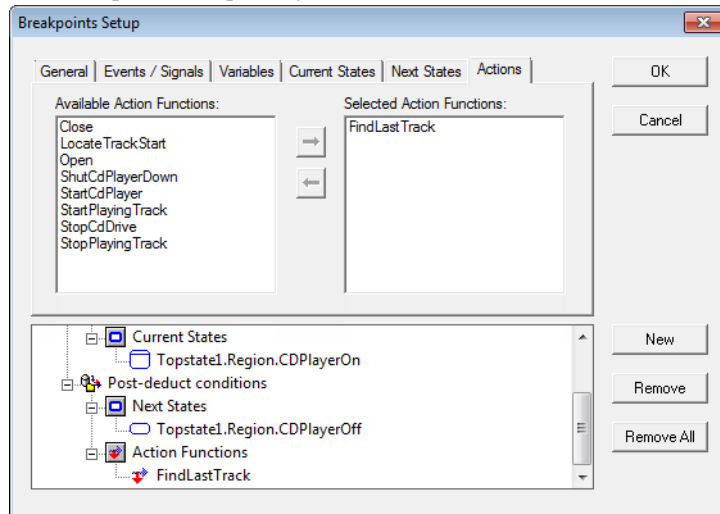 Breakpoints Setup
General Events / Signals Variables Current States Next States Actions
OK
Cancel
Available Action Functions:
Close
LocateTrackStart
Open
ShutCdPlayerDown
StartCdPlayer
StartPlayingTrack
StopCdDrive
StopPlayingTrack
Selected Action Functions:
FindLastTrack
Current States
Topstate1.Region.CDPlayerOn
Post-deduct conditions
Next States
Topstate1.Region.CDPlayerOff
Action Functions
FindLastTrack
New
Remove
Remove All